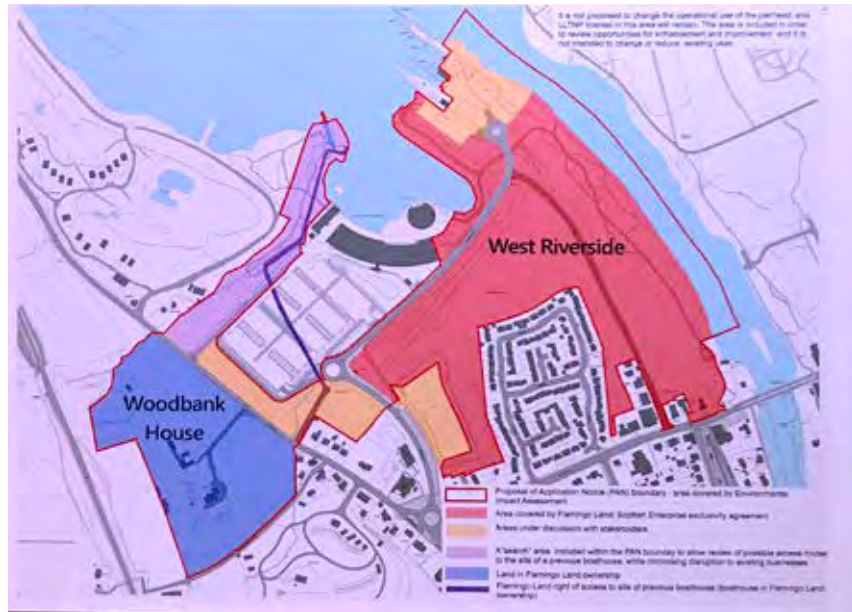 It is not proposed to change the operational use of the pierhead, and
LLTNP interest in this area will remain. The area is included in order
to review opportunities for enhancement and improvement and it is
not intended to change or reduce existing uses.
West Riverside
Woodbank
House
Proposal of Application Notice (PAN) boundary - area covered by Environmental
Impact Assessment
Area covered by Flamingo Land/ Scottish Enterprise exclusivity agreement
Areas under discussion with stakeholders
A "search" area included within the PAN boundary to allow review of possible access routes
to the site of a previous boathouse, while minimising disruption to existing businesses
Land in Flamingo Land ownership
Flamingo Land right of access to site of previous boathouse (boathouse in Flamingo Land
ownership)